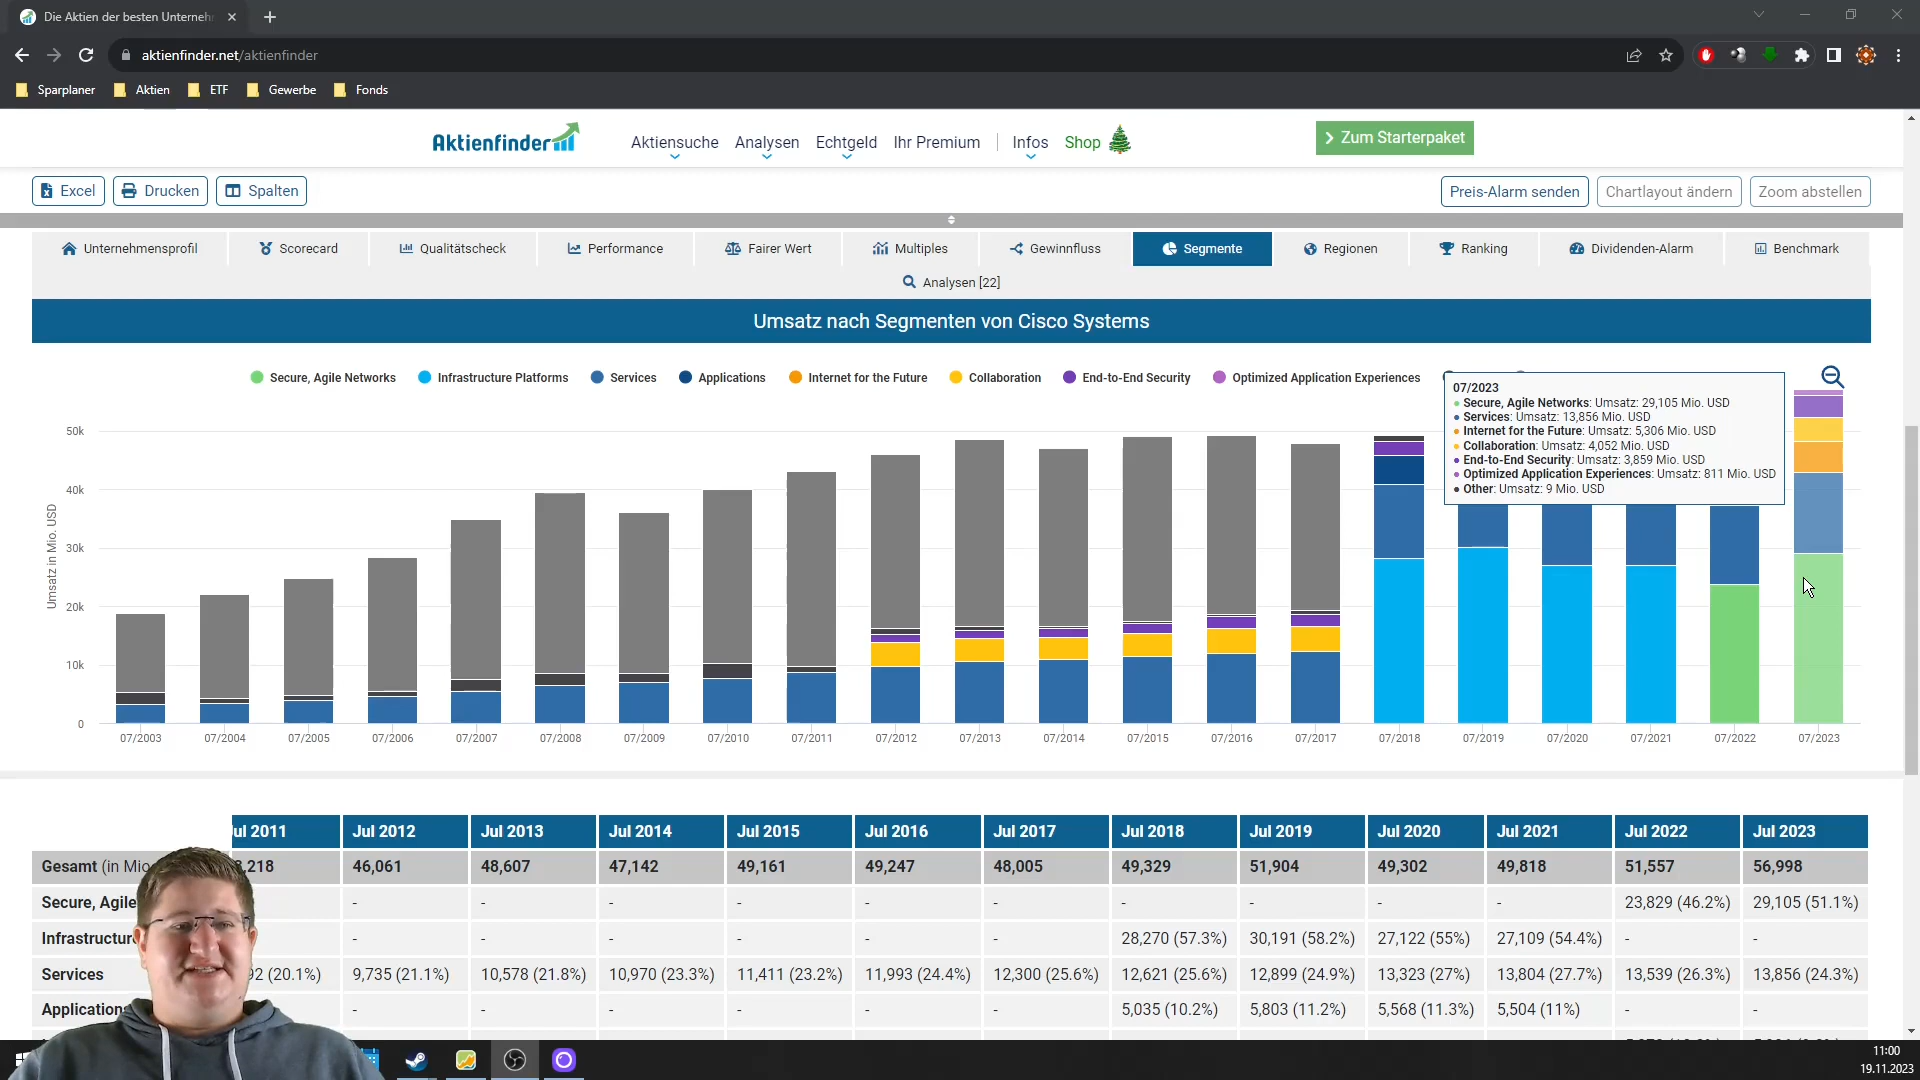 Die Aktien der besten Unterneh
aktienfinder.net/aktienfinder
Sparplaner Aktien ETF Gewerbe Fonds
Aktienfinder Aktiensuche Analysen Echtgeld Ihr Premium Infos Shop Zum Starterpaket
Excel Drucken Spalten Preis-Alarm senden Chartlayout ändern Zoom abstellen
Unternehmensprofil Scorecard Qualitätscheck Performance Fairer Wert Multiples Gewinnfluss Segmente Regionen Ranking Dividenden-Alarm Benchmark
Analysen [22]
Umsatz nach Segmenten von Cisco Systems
Secure, Agile Networks Infrastructure Platforms Services Applications Internet for the Future Collaboration End-to-End Security Optimized Application Experiences
07/2023
Secure, Agile Networks: Umsatz: 29,105 Mio. USD
Services: Umsatz: 13,856 Mio. USD
Internet for the Future: Umsatz: 5,306 Mio. USD
Collaboration: Umsatz: 4,052 Mio. USD
End-to-End Security: Umsatz: 3,859 Mio. USD
Optimized Application Experiences: Umsatz: 811 Mio. USD
Other: Umsatz: 9 Mio. USD
Umsatz in Mio. USD
50k
40k
30k
20k
10k
0
07/2003 07/2004 07/2005 07/2006 07/2007 07/2008 07/2009 07/2010 07/2011 07/2012 07/2013 07/2014 07/2015 07/2016 07/2017 07/2018 07/2019 07/2020 07/2021 07/2022 07/2023
ul 2011 Jul 2012 Jul 2013 Jul 2014 Jul 2015 Jul 2016 Jul 2017 Jul 2018 Jul 2019 Jul 2020 Jul 2021 Jul 2022 Jul 2023
Gesamt (in Mio ,218 46,061 48,607 47,142 49,161 49,247 48,005 49,329 51,904 49,302 49,818 51,557 56,998
Secure, Agile - - - - - - - - - - 23,829 (46.2%) 29,105 (51.1%)
Infrastructur - - - - - - 28,270 (57.3%) 30,191 (58.2%) 27,122 (55%) 27,109 (54.4%) - -
Services 92 (20.1%) 9,735 (21.1%) 10,578 (21.8%) 10,970 (23.3%) 11,411 (23.2%) 11,993 (24.4%) 12,300 (25.6%) 12,621 (25.6%) 12,899 (24.9%) 13,323 (27%) 13,804 (27.7%) 13,539 (26.3%) 13,856 (24.3%)
Applications - - - - - - 5,035 (10.2%) 5,803 (11.2%) 5,568 (11.3%) 5,504 (11%) - -
11:00
19.11.2023